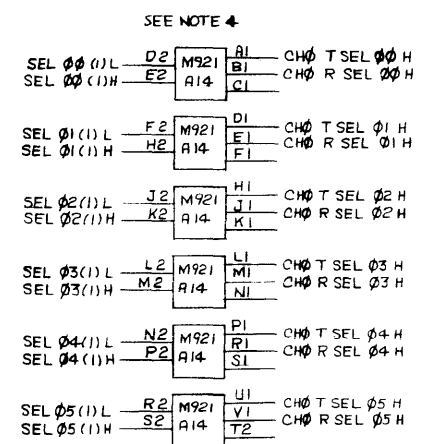 SEE NOTE 4
SEL ØØ (1) L D2 M921 A1 CHØ T SEL ØØ H
SEL ØØ (1) H E2 A14 B1 CHØ R SEL ØØ H
C1
SEL Ø1(1) L F2 M921 D1 CHØ T SEL Ø1 H
SEL Ø1(1) H H2 A14 E1 CHØ R SEL Ø1 H
F1
SEL Ø2(1) L J2 M921 H1 CHØ T SEL Ø2 H
SEL Ø2(1) H K2 A14 J1 CHØ R SEL Ø2 H
K1
SEL Ø3(1) L L2 M921 L1 CHØ T SEL Ø3 H
SEL Ø3(1) H M2 A14 M1 CHØ R SEL Ø3 H
N1
SEL Ø4(1) L N2 M921 P1 CHØ T SEL Ø4 H
SEL Ø4(1) H P2 A14 R1 CHØ R SEL Ø4 H
S1
SEL Ø5(1) L R2 M921 U1 CHØ T SEL Ø5 H
SEL Ø5(1) H S2 A14 V1 CHØ R SEL Ø5 H
T2